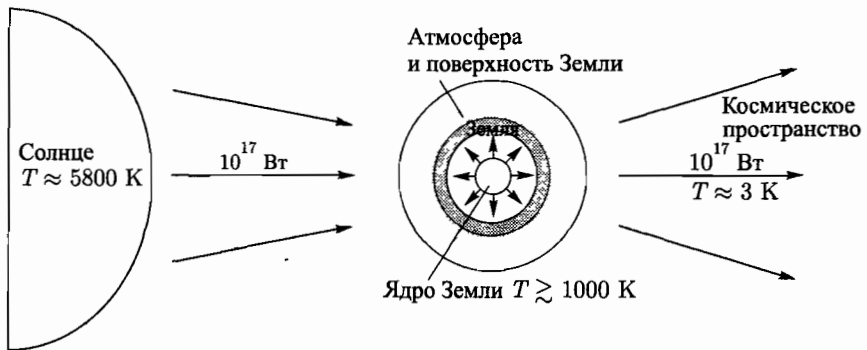 Атмосфера
и поверхность Земли
Земля
Солнце
T ≈ 5800 К
10^17 Вт
Космическое
пространство
10^17 Вт
T ≈ 3 К
Ядро Земли T ≳ 1000 К